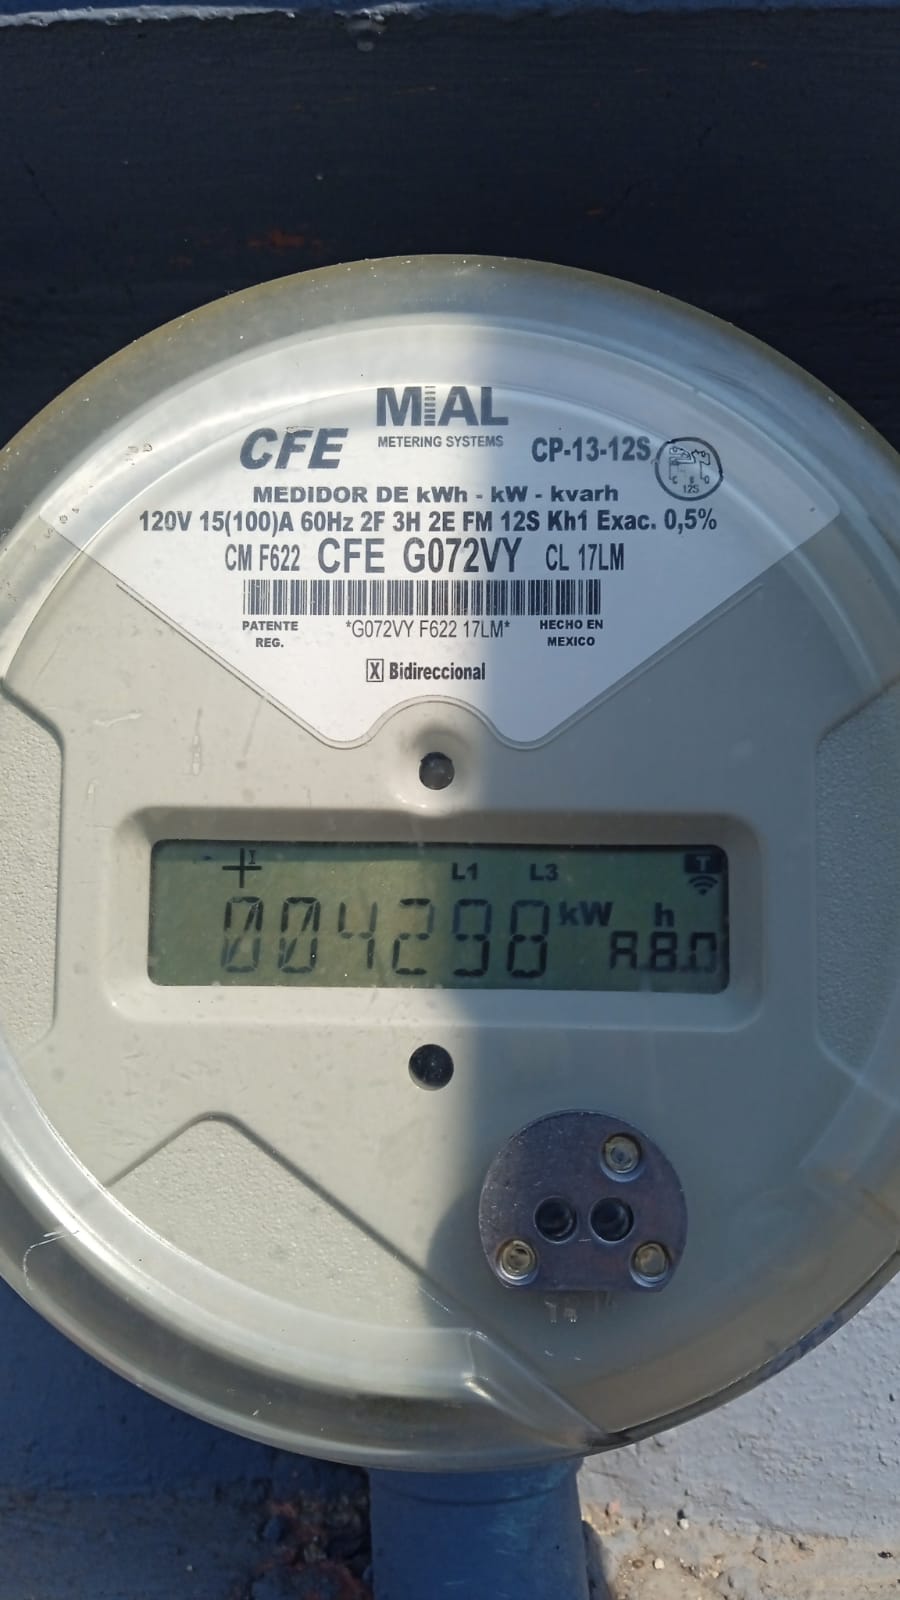 MIAL
METERING SYSTEMS
CFE
CP-13-12S
12S
MEDIDOR DE kWh - kW - kvarh
120V 15(100)A 60Hz 2F 3H 2E FM 12S Kh1 Exac. 0,5%
CM F622 CFE G072VY CL 17LM
PATENTE REG.
*G072VY F622 17LM*
HECHO EN MEXICO
X Bidireccional
L1 L3 T
004298 kW h A.8.0